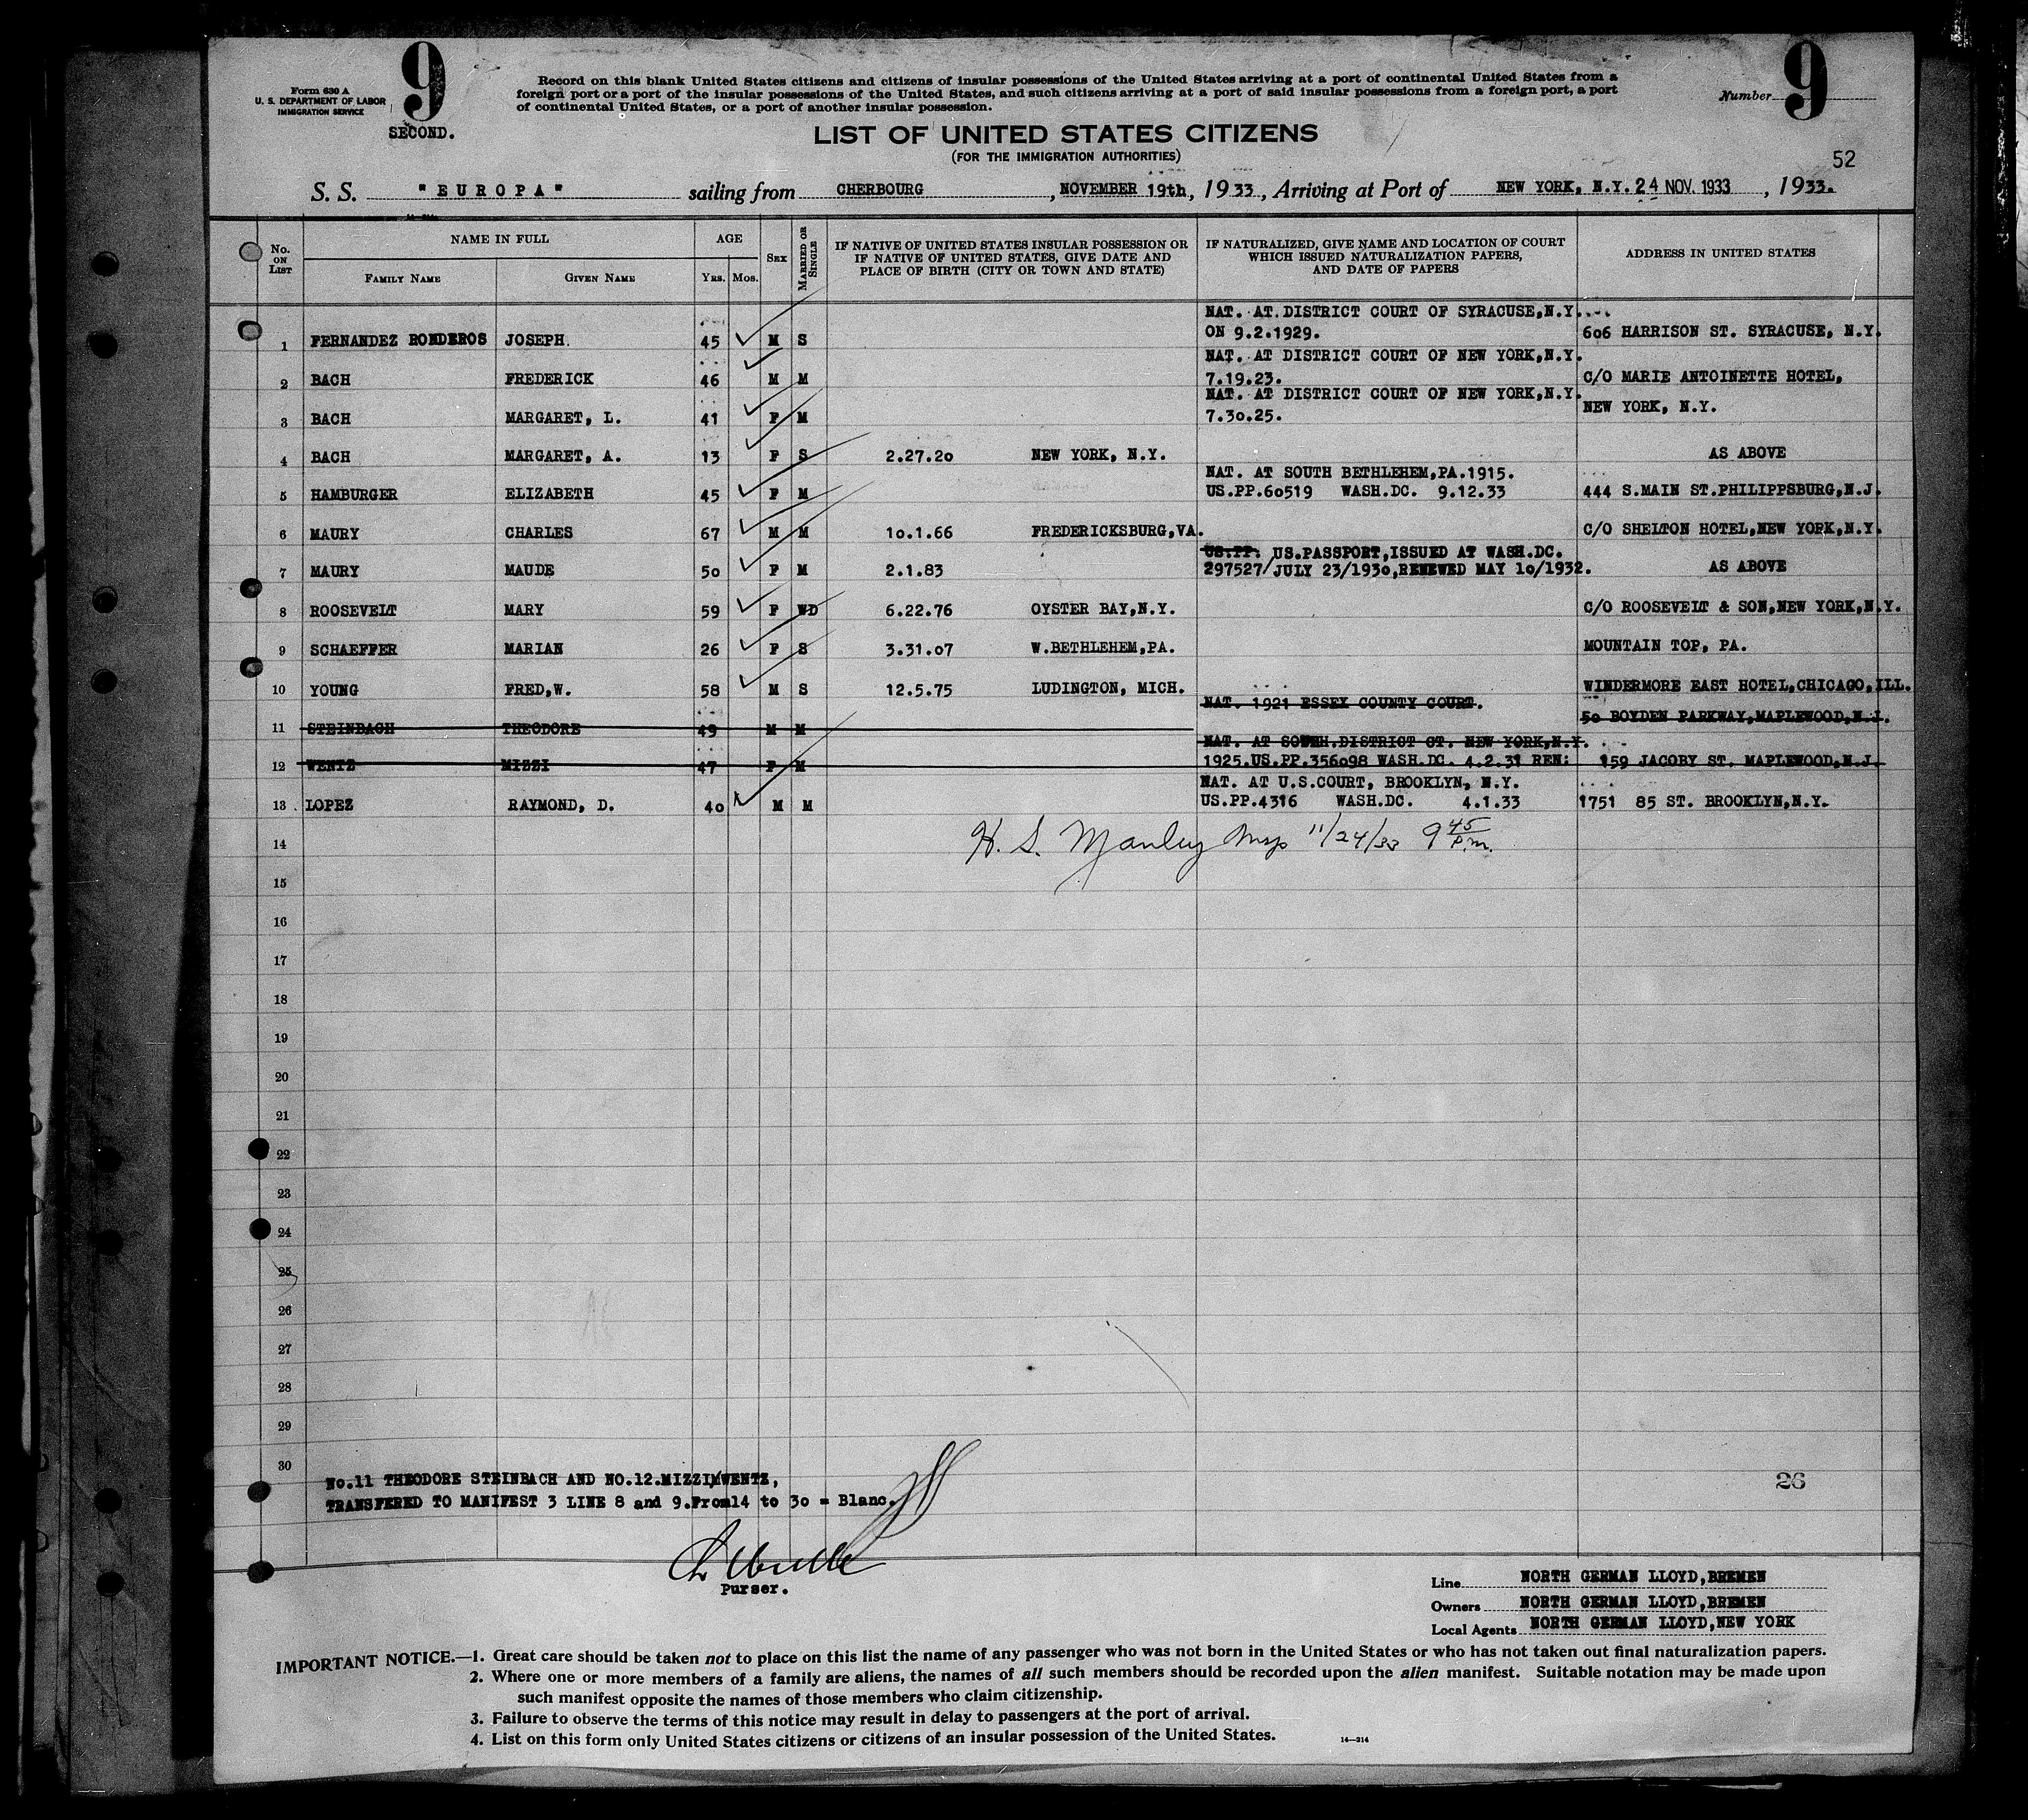 9
9
Form 630 A
U. S. DEPARTMENT OF LABOR
IMMIGRATION SERVICE
SECOND.
Record on this blank United States citizens and citizens of insular possessions of the United States arriving at a port of continental United States from a
foreign port or a port of the insular possessions of the United States, and such citizens arriving at a port of said insular possessions from a foreign port, a port
of continental United States, or a port of another insular possession.
Number
LIST OF UNITED STATES CITIZENS
(FOR THE IMMIGRATION AUTHORITIES)
52
S. S. "EUROPA" sailing from CHERBOURG, NOVEMBER 19th, 1933, Arriving at Port of NEW YORK, N.Y. 24 NOV. 1933, 1933.
No. ON LIST
NAME IN FULL
FAMILY NAME
GIVEN NAME
AGE
YRS. MOS.
SEX
MARRIED OR SINGLE
IF NATIVE OF UNITED STATES INSULAR POSSESSION OR
IF NATIVE OF UNITED STATES, GIVE DATE AND
PLACE OF BIRTH (CITY OR TOWN AND STATE)
IF NATURALIZED, GIVE NAME AND LOCATION OF COURT
WHICH ISSUED NATURALIZATION PAPERS,
AND DATE OF PAPERS
ADDRESS IN UNITED STATES
NAT. AT DISTRICT COURT OF SYRACUSE,N.Y.
1 FERNANDEZ RONDEROS JOSEPH. 45 M S ON 9.2.1929. 606 HARRISON ST. SYRACUSE, N.Y.
NAT. AT DISTRICT COURT OF NEW YORK,N.Y.
2 BACH FREDERICK 46 M M 7.19.23. C/O MARIE ANTOINETTE HOTEL,
NAT. AT DISTRICT COURT OF NEW YORK,N.Y.
3 BACH MARGARET, L. 41 F M 7.30.25. NEW YORK, N.Y.
4 BACH MARGARET, A. 13 F S 2.27.20 NEW YORK, N.Y. AS ABOVE
NAT. AT SOUTH BETHLEHEM,PA.1915.
5 HAMBURGER ELIZABETH 45 F M US.PP.60519 WASH.DC. 9.12.33 444 S.MAIN ST.PHILIPPSBURG,N.J.
6 MAURY CHARLES 67 M M 10.1.66 FREDERICKSBURG,VA. C/O SHELTON HOTEL,NEW YORK,N.Y.
US.PP. US.PASSPORT,ISSUED AT WASH.DC.
7 MAURY MAUDE 50 F M 2.1.83 297527/JULY 23/1930,RENEWED MAY 10/1932. AS ABOVE
8 ROOSEVELT MARY 59 F WD 6.22.76 OYSTER BAY,N.Y. C/O ROOSEVELT & SON,NEW YORK,N.Y.
9 SCHAEFFER MARIAN 26 F S 3.31.07 W.BETHLEHEM,PA. MOUNTAIN TOP, PA.
10 YOUNG FRED,W. 58 M S 12.5.75 LUDINGTON, MICH. WINDERMORE EAST HOTEL,CHICAGO,ILL.
NAT. 1921 ESSEY COUNTY COURT.
11 STEINBACH THEODORE 49 M M 50 BOYDEN PARKWAY,MAPLEWOOD,N.J.
NAT. AT SOUTH.DISTRICT CT. NEW YORK,N.Y.
12 WENTZ MIZZI 47 F M 1925.US.PP.356098 WASH.DC. 4.2.31 REN: 159 JACOBY ST. MAPLEWOOD,N.J.
NAT. AT U.S.COURT, BROOKLYN, N.Y.
13 LOPEZ RAYMOND, D. 40 M M US.PP.4316 WASH.DC. 4.1.33 1751 85 ST. BROOKLYN,N.Y.
H. S. Manley Insp 11/24/33 9 45 P.m.
14
15
16
17
18
19
20
21
22
23
24
25
26
27
28
29
30
No.11 THEODORE STEINBACH AND NO.12.MIZZI WENTZ,
TRANSFERED TO MANIFEST 3 LINE 8 and 9.From14 to 30 = Blanc.
26
Purser.
Line NORTH GERMAN LLOYD,BREMEN
Owners NORTH GERMAN LLOYD,BREMEN
Local Agents NORTH GERMAN LLOYD,NEW YORK
IMPORTANT NOTICE.—1. Great care should be taken not to place on this list the name of any passenger who was not born in the United States or who has not taken out final naturalization papers.
2. Where one or more members of a family are aliens, the names of all such members should be recorded upon the alien manifest. Suitable notation may be made upon
such manifest opposite the names of those members who claim citizenship.
3. Failure to observe the terms of this notice may result in delay to passengers at the port of arrival.
4. List on this form only United States citizens or citizens of an insular possession of the United States.
14—214